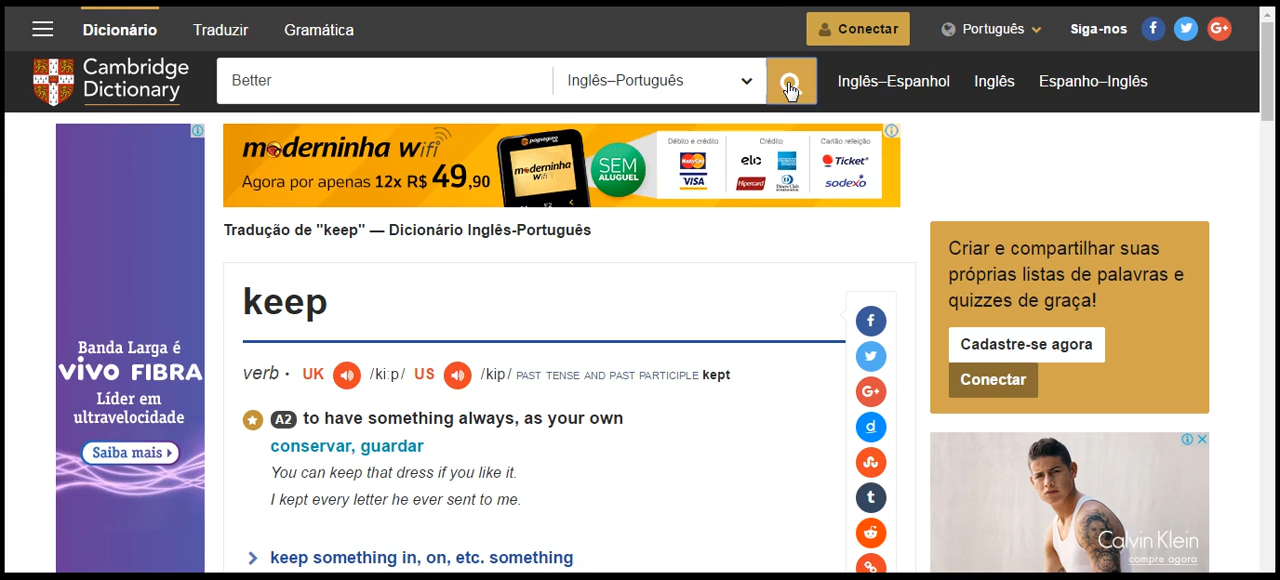 Dicionário
Traduzir
Gramática
Conectar
Português
Siga-nos
f
G+
Cambridge
Dictionary
Better
Inglês–Português
Inglês–Espanhol
Inglês
Espanho–Inglês
moderninha wifi
Agora por apenas 12x R$ 49,90
moderninha
wifi
SEM
ALUGUEL
Débito e crédito
Crédito
Cartão refeição
MasterCard
VISA
elo
Hipercard
Ticket
sodexo
Tradução de "keep" — Dicionário Inglês-Português
Criar e compartilhar suas
próprias listas de palavras e
quizzes de graça!
Cadastre-se agora
Conectar
keep
verb · UK /kiːp/ US /kip/ PAST TENSE AND PAST PARTICIPLE kept
A2 to have something always, as your own
conservar, guardar
You can keep that dress if you like it.
I kept every letter he ever sent to me.
keep something in, on, etc. something
f
G+
d
t
Banda Larga é
vivo FIBRA
Líder em
ultravelocidade
Saiba mais
Calvin Klein
compre agora